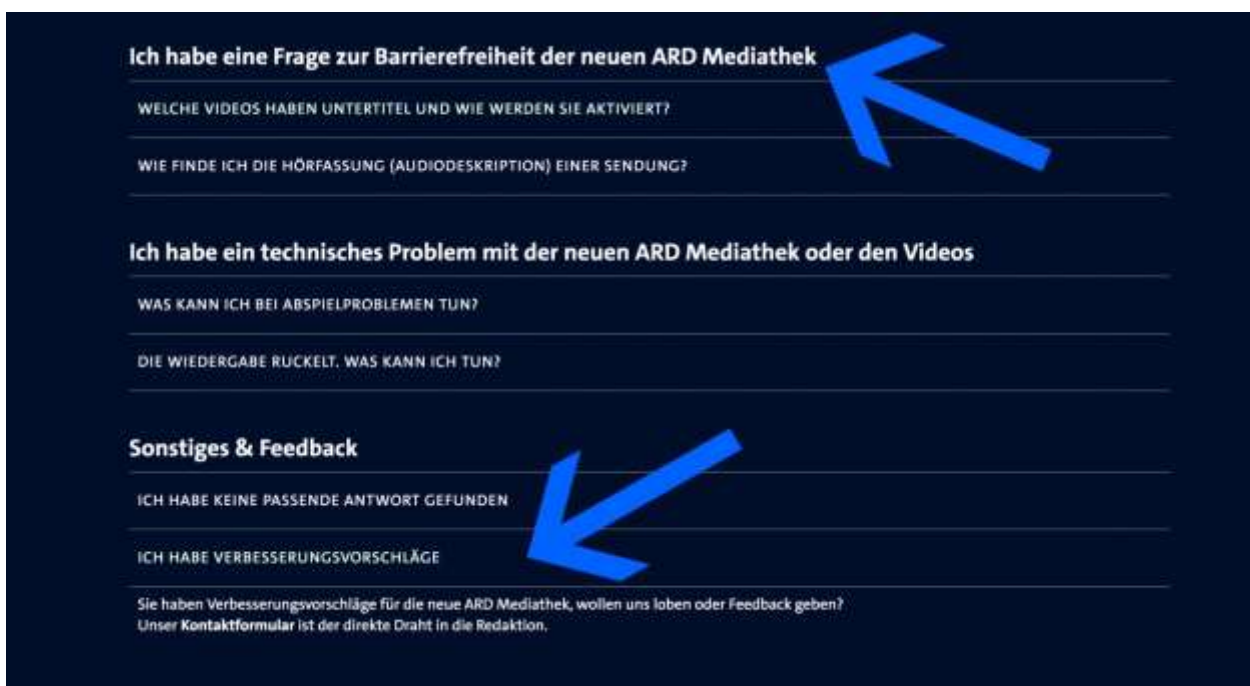 Ich habe eine Frage zur Barrierefreiheit der neuen ARD Mediathek
WELCHE VIDEOS HABEN UNTERTITEL UND WIE WERDEN SIE AKTIVIERT?
WIE FINDE ICH DIE HÖRFASSUNG (AUDIODESKRIPTION) EINER SENDUNG?
Ich habe ein technisches Problem mit der neuen ARD Mediathek oder den Videos
WAS KANN ICH BEI ABSPIELPROBLEMEN TUN?
DIE WIEDERGABE RUCKELT. WAS KANN ICH TUN?
Sonstiges & Feedback
ICH HABE KEINE PASSENDE ANTWORT GEFUNDEN
ICH HABE VERBESSERUNGSVORSCHLÄGE
Sie haben Verbesserungsvorschläge für die neue ARD Mediathek, wollen uns loben oder Feedback geben?
Unser Kontaktformular ist der direkte Draht in die Redaktion.